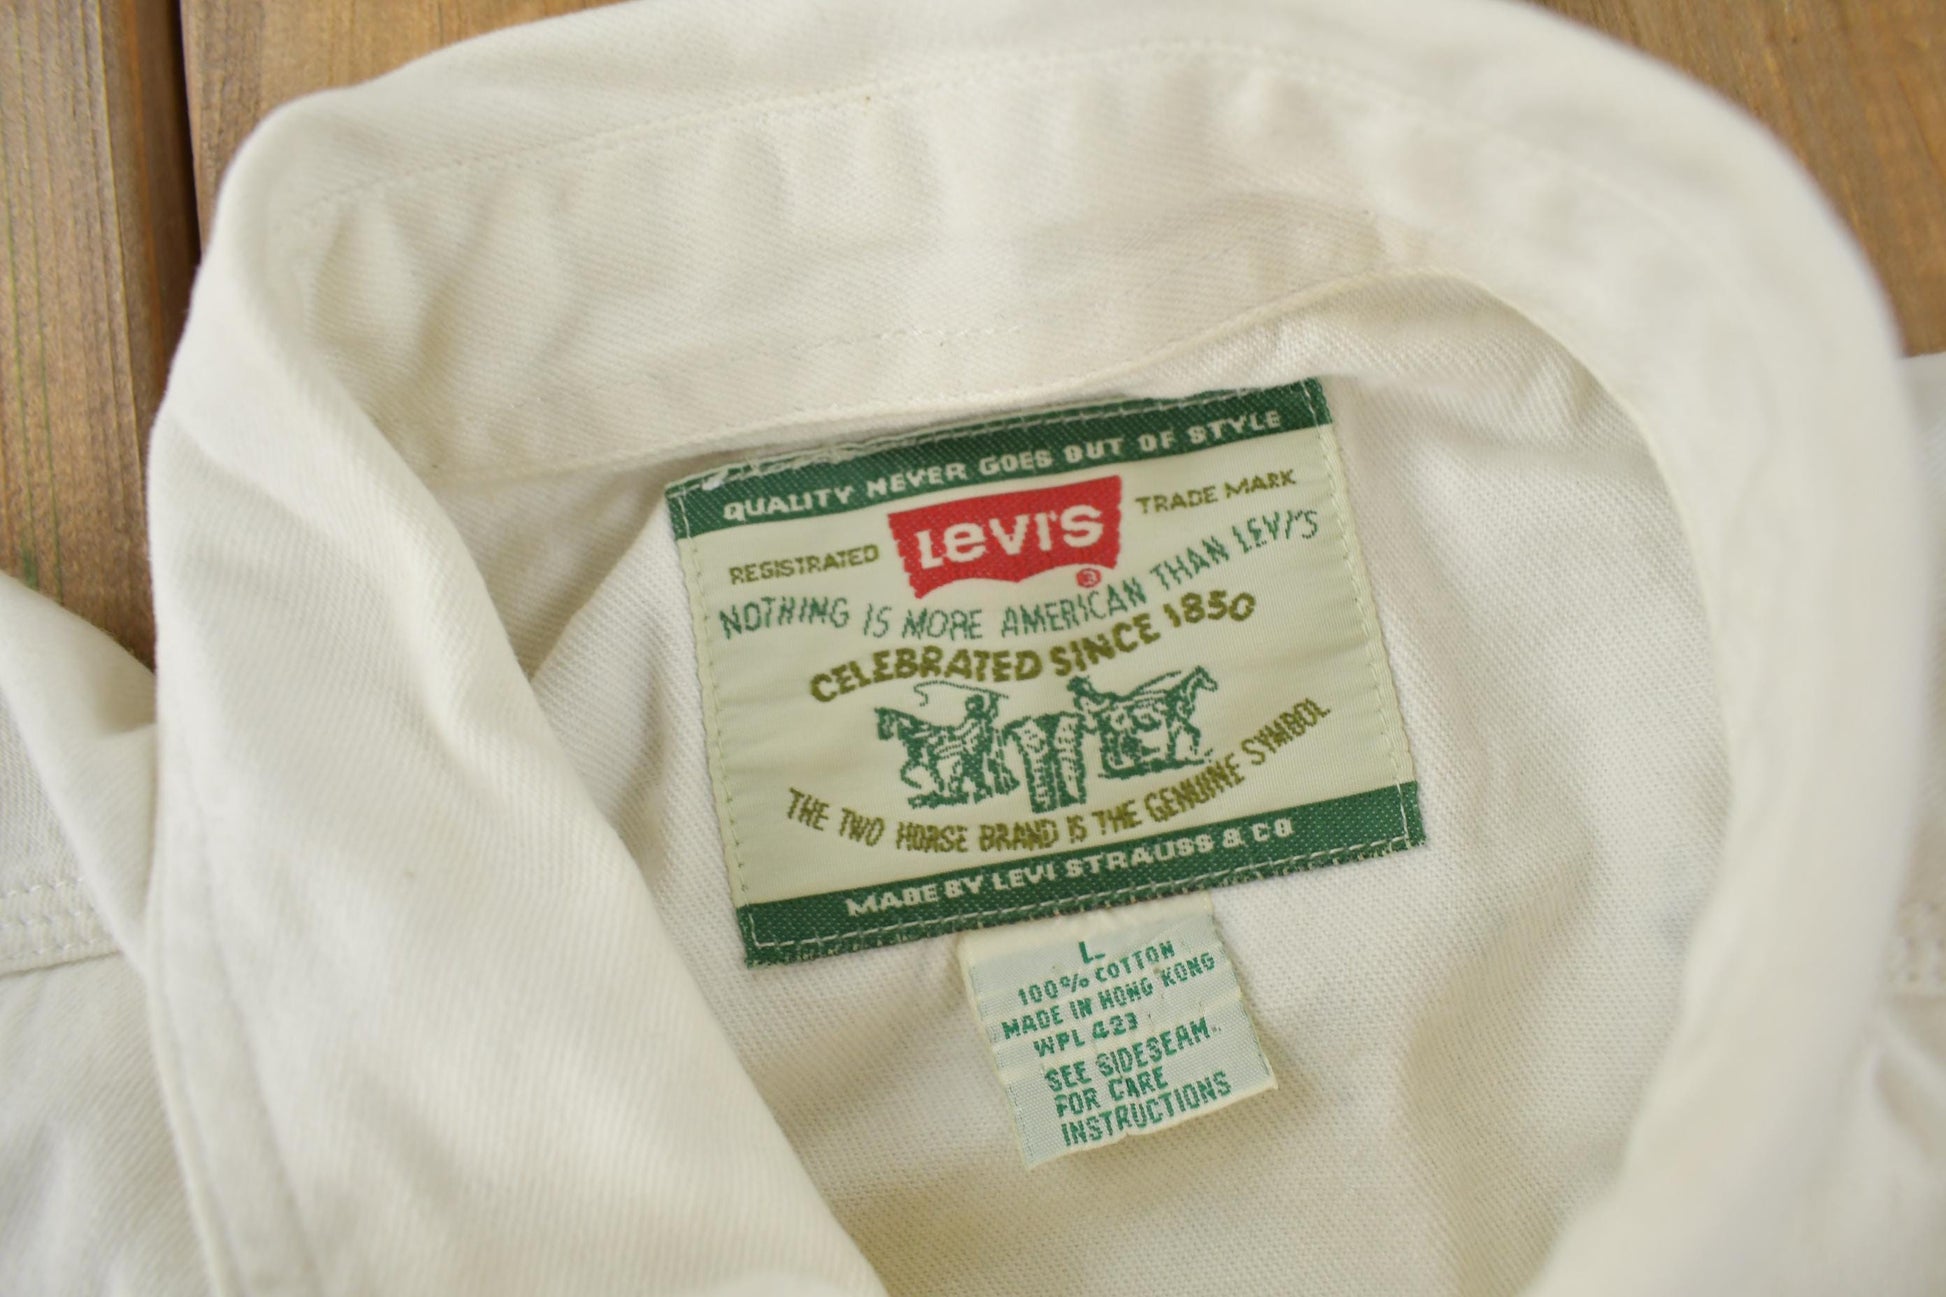 QUALITY NEVER GOES OUT OF STYLE
REGISTRATED LEVI'S ® TRADE MARK
NOTHING IS MORE AMERICAN THAN LEVI'S
CELEBRATED SINCE 1850
THE TWO HORSE BRAND IS THE GENUINE SYMBOL
MADE BY LEVI STRAUSS & CO
L
100% COTTON
MADE IN HONG KONG
WPL 423
SEE SIDESEAM
FOR CARE
INSTRUCTIONS